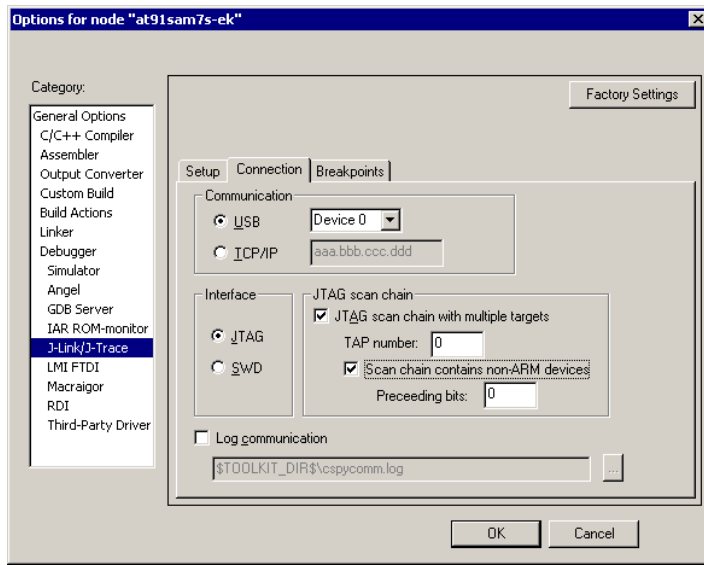 Options for node "at91sam7s-ek"
Category:
Factory Settings
General Options
C/C++ Compiler
Assembler
Output Converter
Custom Build
Build Actions
Linker
Debugger
Simulator
Angel
GDB Server
IAR ROM-monitor
J-Link/J-Trace
LMI FTDI
Macraigor
RDI
Third-Party Driver
Setup Connection Breakpoints
Communication
USB Device 0
TCP/IP aaa.bbb.ccc.ddd
Interface
JTAG
SWD
JTAG scan chain
JTAG scan chain with multiple targets
TAP number: 0
Scan chain contains non-ARM devices
Preceeding bits: 0
Log communication
$TOOLKIT_DIR$\cspycomm.log ...
OK Cancel